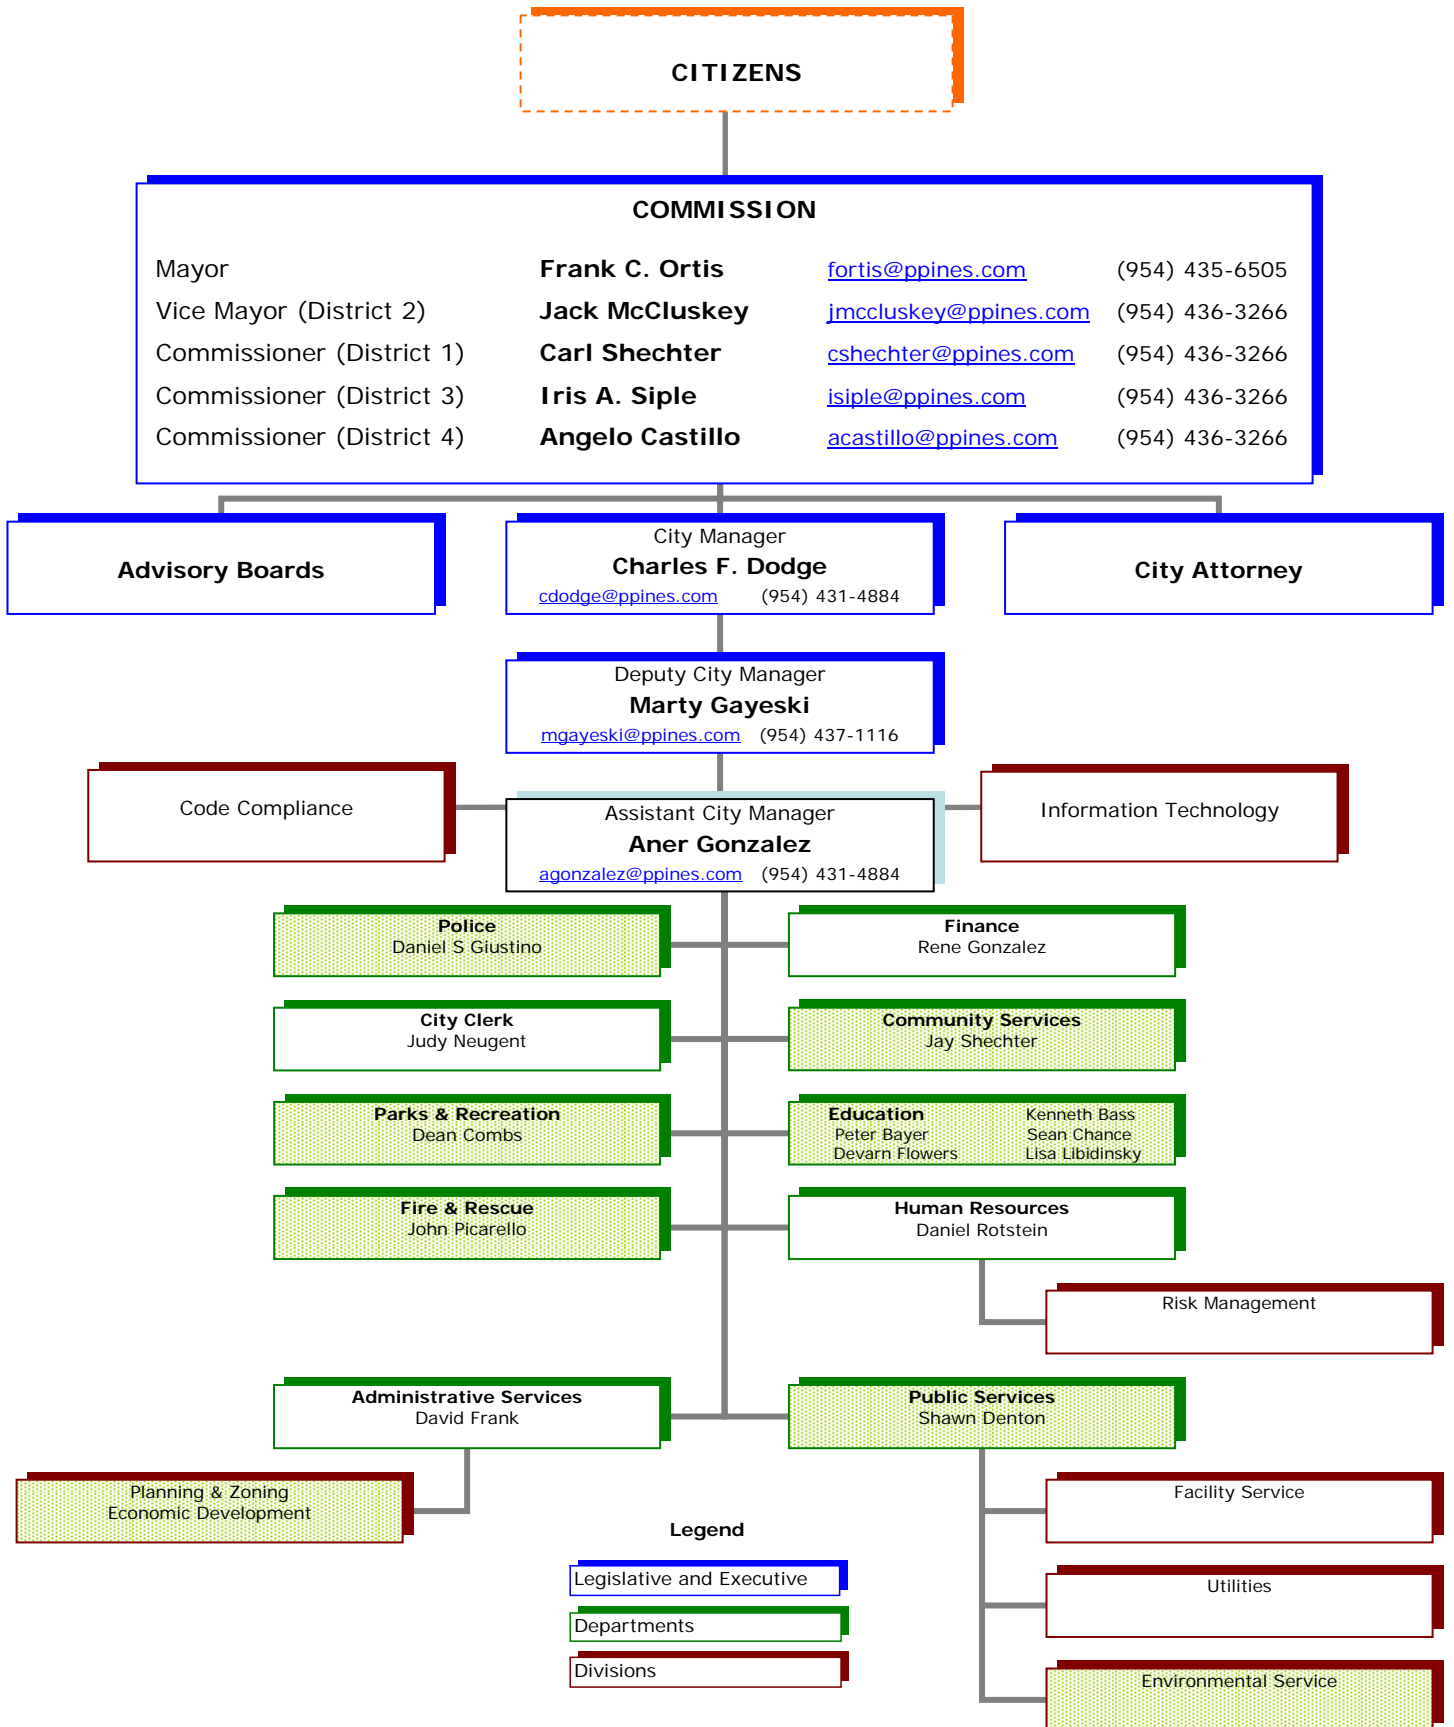 CITIZENS
COMMISSION
Mayor Frank C. Ortis fortis@ppines.com (954) 435-6505
Vice Mayor (District 2) Jack McCluskey jmccluskey@ppines.com (954) 436-3266
Commissioner (District 1) Carl Shechter cshechter@ppines.com (954) 436-3266
Commissioner (District 3) Iris A. Siple isiple@ppines.com (954) 436-3266
Commissioner (District 4) Angelo Castillo acastillo@ppines.com (954) 436-3266
Advisory Boards
City Manager
Charles F. Dodge
cdodge@ppines.com (954) 431-4884
City Attorney
Deputy City Manager
Marty Gayeski
mgayeski@ppines.com (954) 437-1116
Code Compliance
Assistant City Manager
Aner Gonzalez
agonzalez@ppines.com (954) 431-4884
Information Technology
Police
Daniel S Giustino
Finance
Rene Gonzalez
City Clerk
Judy Neugent
Community Services
Jay Shechter
Parks & Recreation
Dean Combs
Education Kenneth Bass
Peter Bayer Sean Chance
Devarn Flowers Lisa Libidinsky
Fire & Rescue
John Picarello
Human Resources
Daniel Rotstein
Risk Management
Administrative Services
David Frank
Public Services
Shawn Denton
Planning & Zoning
Economic Development
Facility Service
Utilities
Environmental Service
Legend
Legislative and Executive
Departments
Divisions